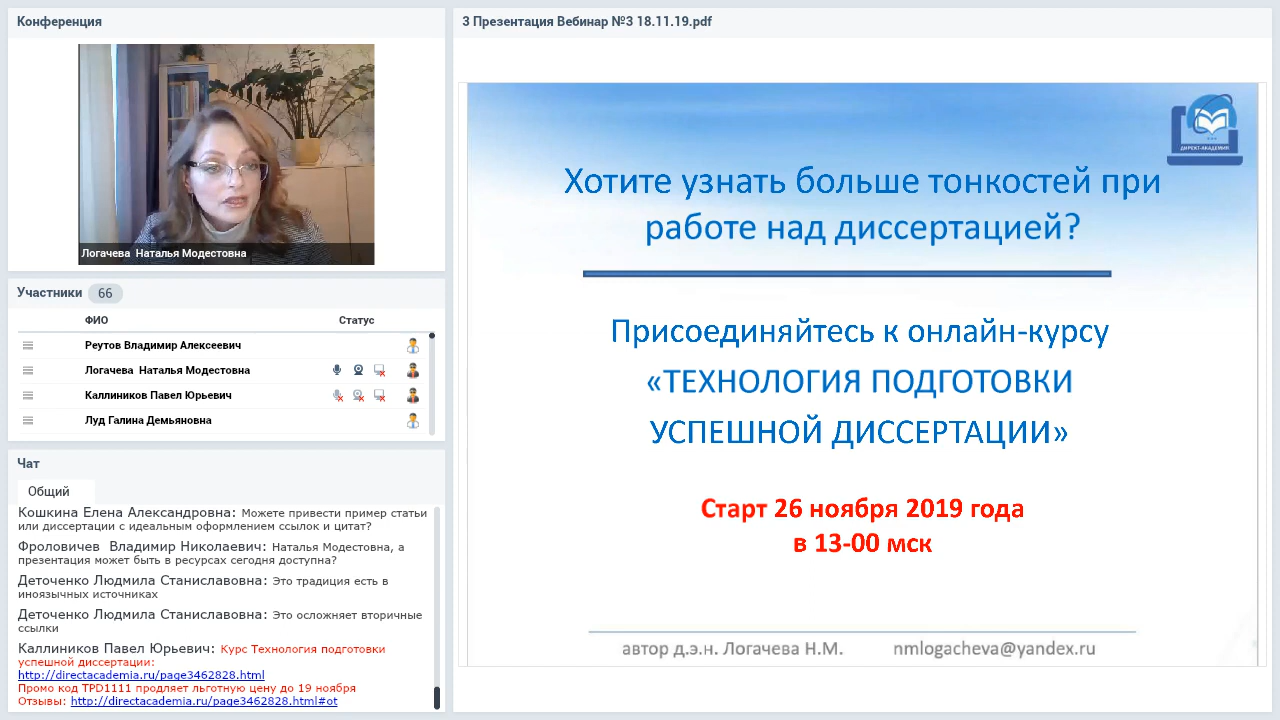 Конференция
Логачева  Наталья Модестовна
Участники 66
ФИО Статус
Реутов Владимир Алексеевич
Логачева  Наталья Модестовна
Каллиников Павел Юрьевич
Луд Галина Демьяновна
Чат
Общий
Кошкина Елена Александровна: Можете привести пример статьи
или диссертации с идеальным оформлением ссылок и цитат?
Фроловичев  Владимир Николаевич: Наталья Модестовна, а
презентация может быть в ресурсах сегодня доступна?
Деточенко Людмила Станиславовна: Это традиция есть в
иноязычных источниках
Деточенко Людмила Станиславовна: Это осложняет вторичные
ссылки
Каллиников Павел Юрьевич: Курс Технология подготовки
успешной диссертации:
http://directacademia.ru/page3462828.html
Промо код TPD1111 продляет льготную цену до 19 ноября
Отзывы: http://directacademia.ru/page3462828.html#ot
3 Презентация Вебинар №3 18.11.19.pdf
ДИРЕКТ-АКАДЕМИЯ
Хотите узнать больше тонкостей при
работе над диссертацией?
Присоединяйтесь к онлайн-курсу
«ТЕХНОЛОГИЯ ПОДГОТОВКИ
УСПЕШНОЙ ДИССЕРТАЦИИ»
Старт 26 ноября 2019 года
в 13-00 мск
автор д.э.н. Логачева Н.М. nmlogacheva@yandex.ru